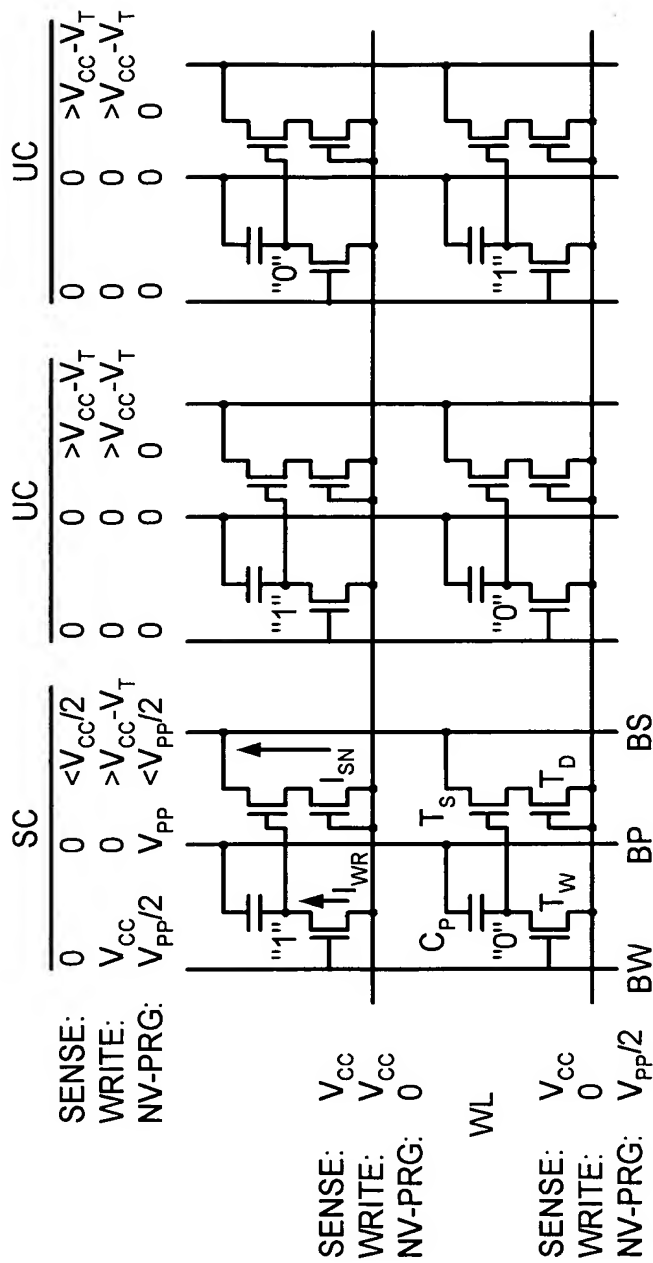 SC UC UC
SENSE: 0 0 <V_CC/2 0 0 >V_CC-V_T 0 0 >V_CC-V_T
WRITE: V_CC 0 >V_CC-V_T 0 0 >V_CC-V_T 0 0 >V_CC-V_T
NV-PRG: V_PP/2 V_PP <V_PP/2 0 0 0 0 0 0
"1" I_WR I_SN "1" "0"
SENSE: V_CC
WRITE: V_CC
NV-PRG: 0
WL
C_P T_S
"0" T_W T_D "0" "1"
SENSE: V_CC
WRITE: 0
NV-PRG: V_PP/2
BW BP BS